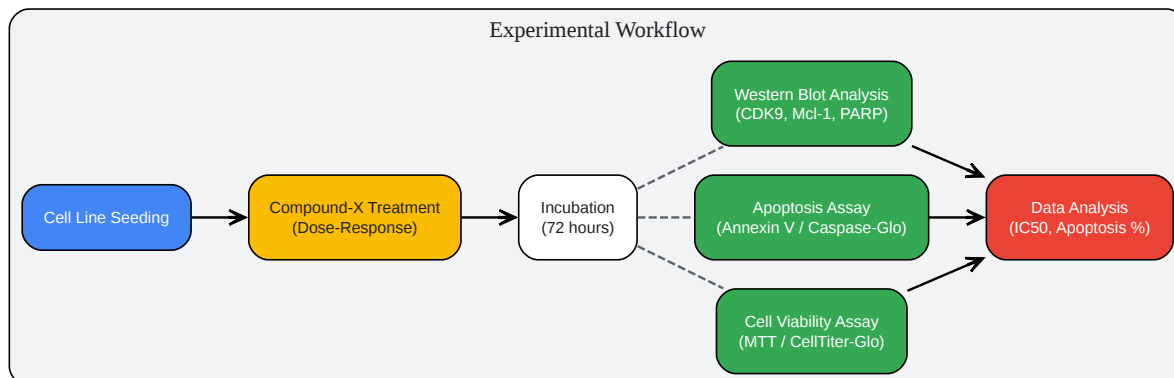 Experimental Workflow
Cell Line Seeding
Compound-X Treatment
(Dose-Response)
Incubation
(72 hours)
Western Blot Analysis
(CDK9, Mcl-1, PARP)
Apoptosis Assay
(Annexin V / Caspase-Glo)
Cell Viability Assay
(MTT / CellTiter-Glo)
Data Analysis
(IC50, Apoptosis %)